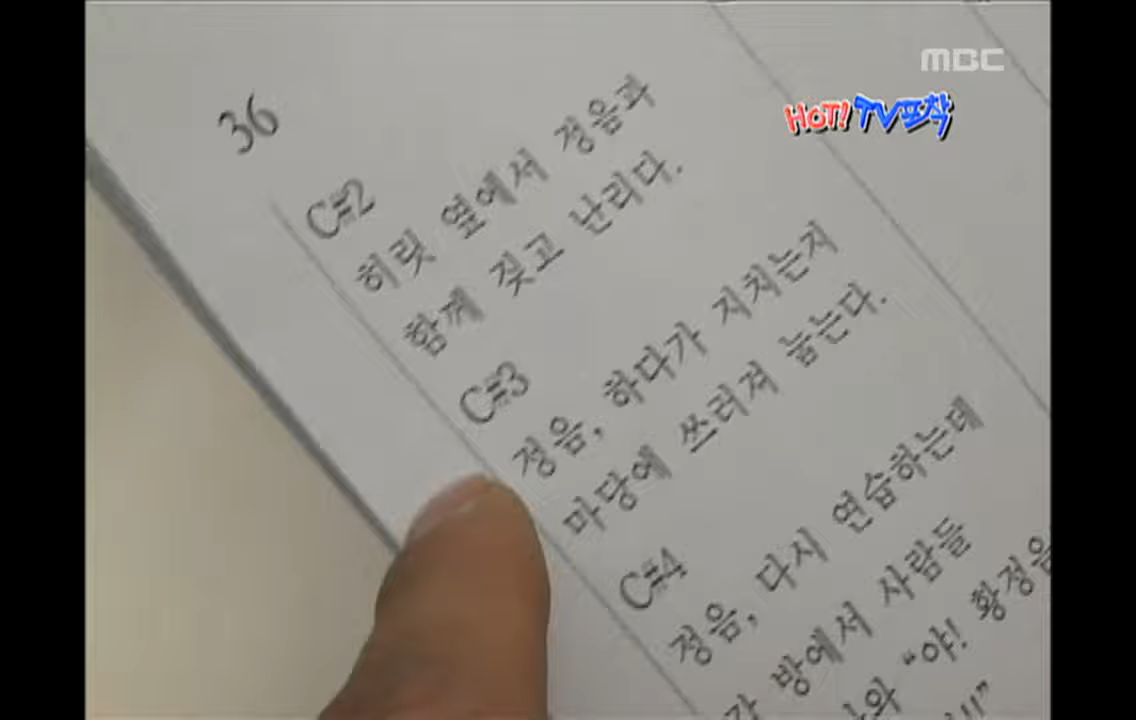 MBC
HOT! TV포착
36
C#2
히릿 옆에서 정음과
함께 짖고 난리다.
C#3
정음, 하다가 지치는지
마당에 쓰러져 눕는다.
C#4
정음, 다시 연습하는데
각 방에서 사람들
"야! 황정음